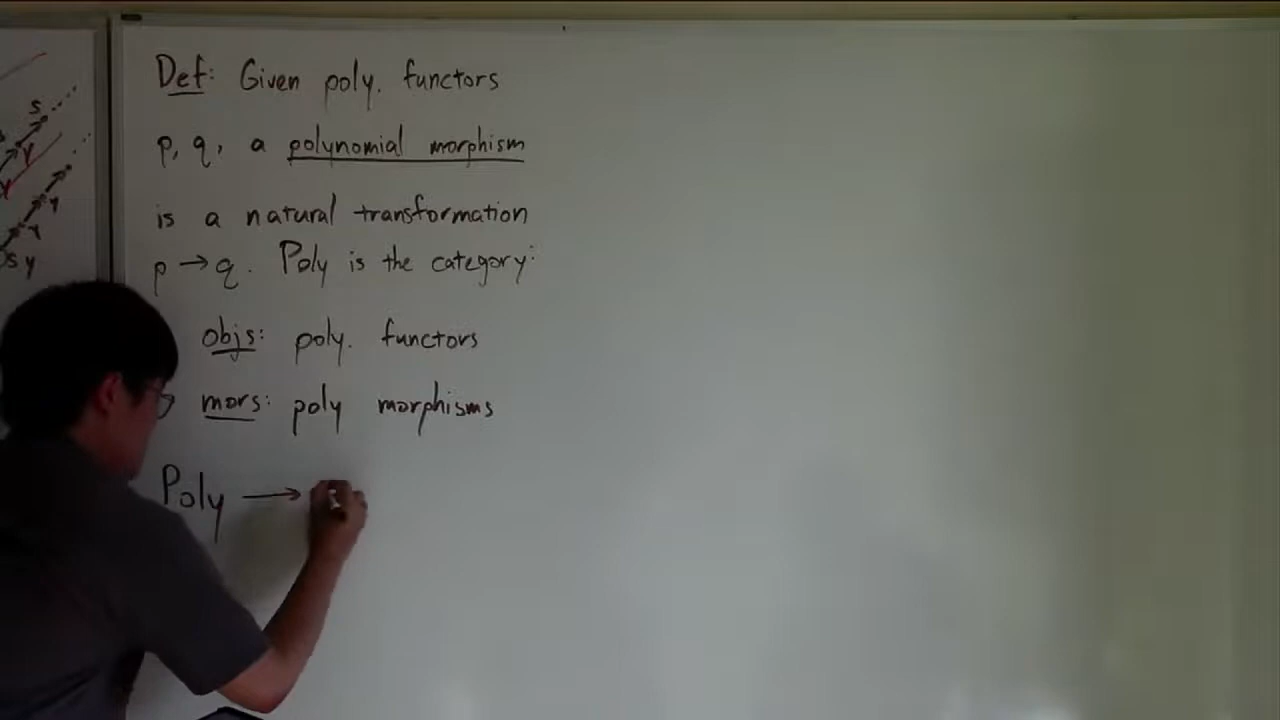 Def: Given poly. functors
p, q, a polynomial morphism
is a natural transformation
p → q. Poly is the category:
objs: poly. functors
mors: poly morphisms
Poly →
S
Y
Y
Y
Y
S Y